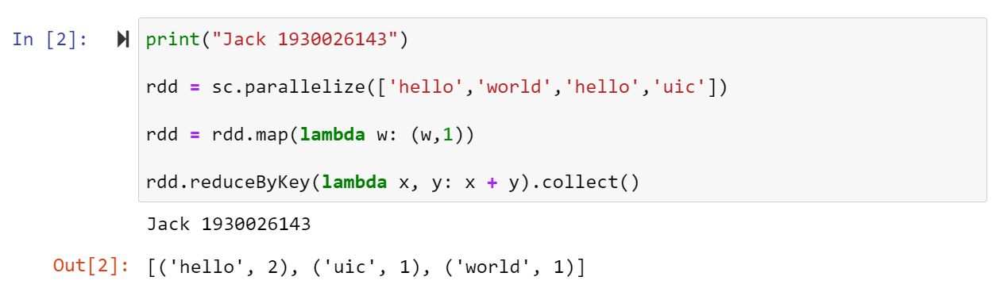 In [2]:
print("Jack 1930026143")
rdd = sc.parallelize(['hello','world','hello','uic'])
rdd = rdd.map(lambda w: (w,1))
rdd.reduceByKey(lambda x, y: x + y).collect()
Jack 1930026143
Out[2]: [('hello', 2), ('uic', 1), ('world', 1)]